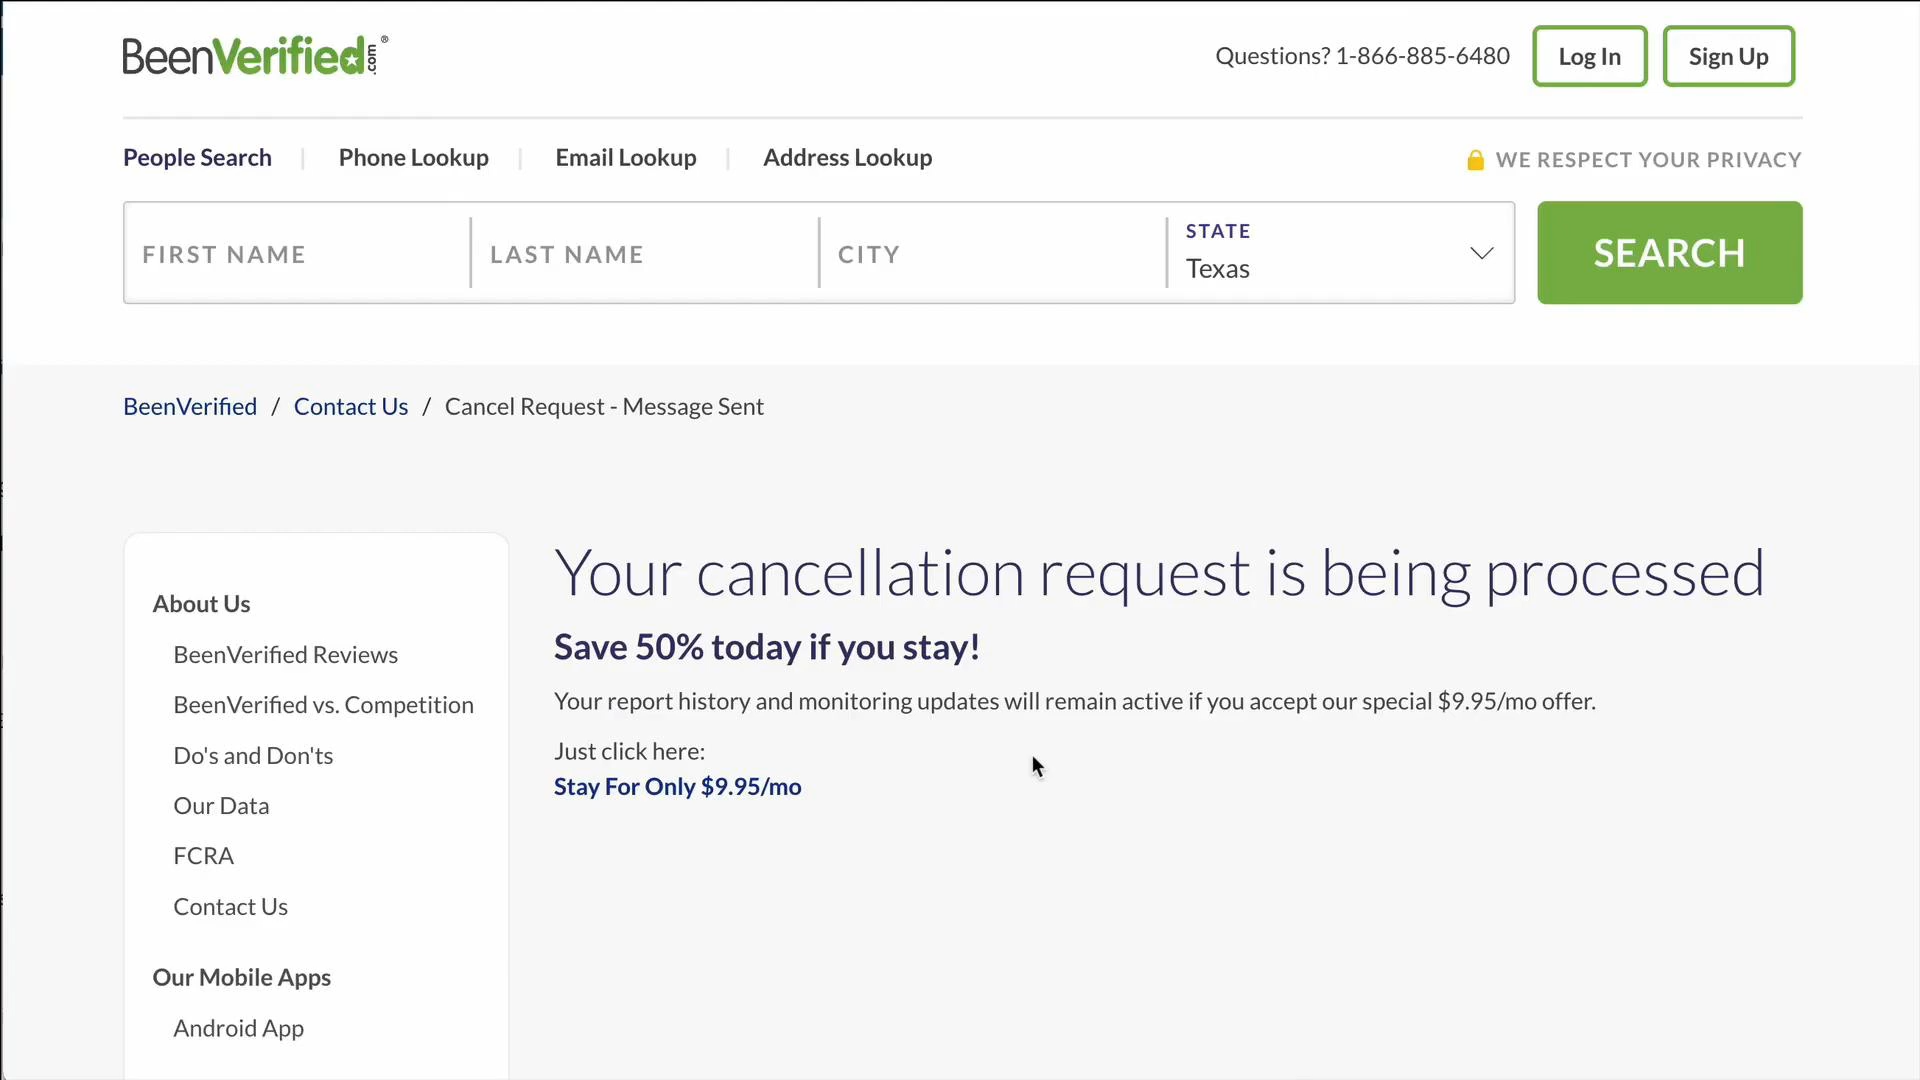 BeenVerified.com®
Questions? 1-866-885-6480
Log In
Sign Up
People Search
Phone Lookup
Email Lookup
Address Lookup
WE RESPECT YOUR PRIVACY
FIRST NAME
LAST NAME
CITY
STATE
Texas
SEARCH
BeenVerified / Contact Us / Cancel Request - Message Sent
About Us
BeenVerified Reviews
BeenVerified vs. Competition
Do's and Don'ts
Our Data
FCRA
Contact Us
Our Mobile Apps
Android App
Your cancellation request is being processed
Save 50% today if you stay!
Your report history and monitoring updates will remain active if you accept our special $9.95/mo offer.
Just click here:
Stay For Only $9.95/mo